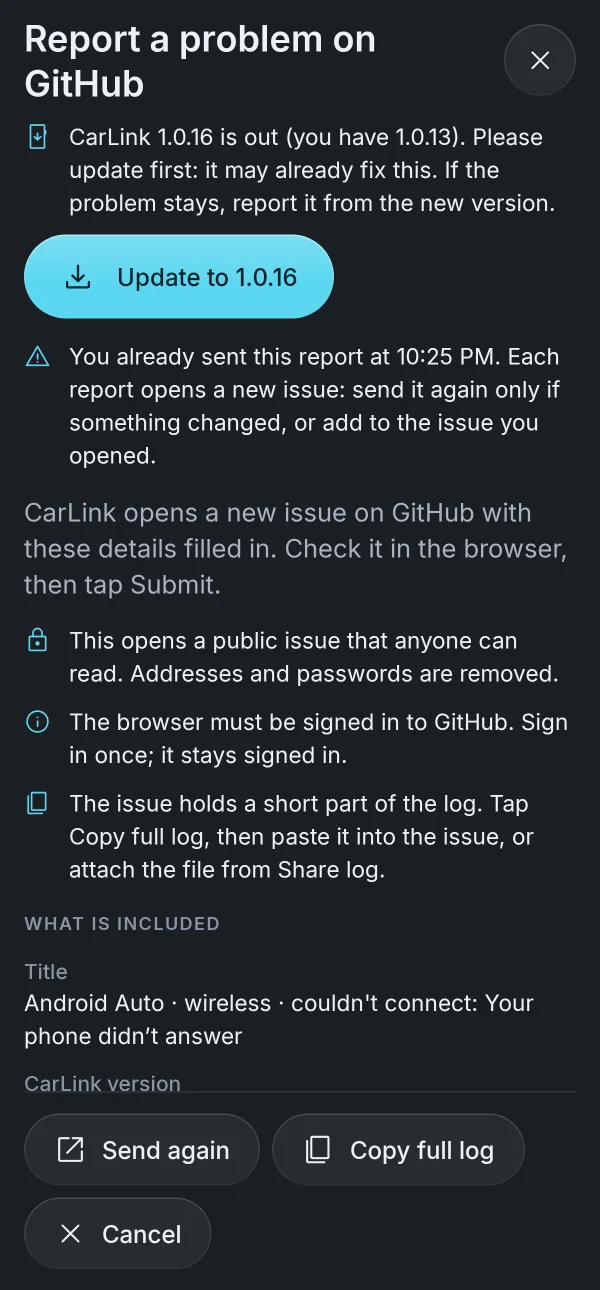 Report a problem on
GitHub
CarLink 1.0.16 is out (you have 1.0.13). Please
update first: it may already fix this. If the
problem stays, report it from the new version.
Update to 1.0.16
You already sent this report at 10:25 PM. Each
report opens a new issue: send it again only if
something changed, or add to the issue you
opened.
CarLink opens a new issue on GitHub with
these details filled in. Check it in the browser,
then tap Submit.
This opens a public issue that anyone can
read. Addresses and passwords are removed.
The browser must be signed in to GitHub. Sign
in once; it stays signed in.
The issue holds a short part of the log. Tap
Copy full log, then paste it into the issue, or
attach the file from Share log.
WHAT IS INCLUDED
Title
Android Auto · wireless · couldn't connect: Your
phone didn’t answer
CarLink version
Send again
Copy full log
Cancel